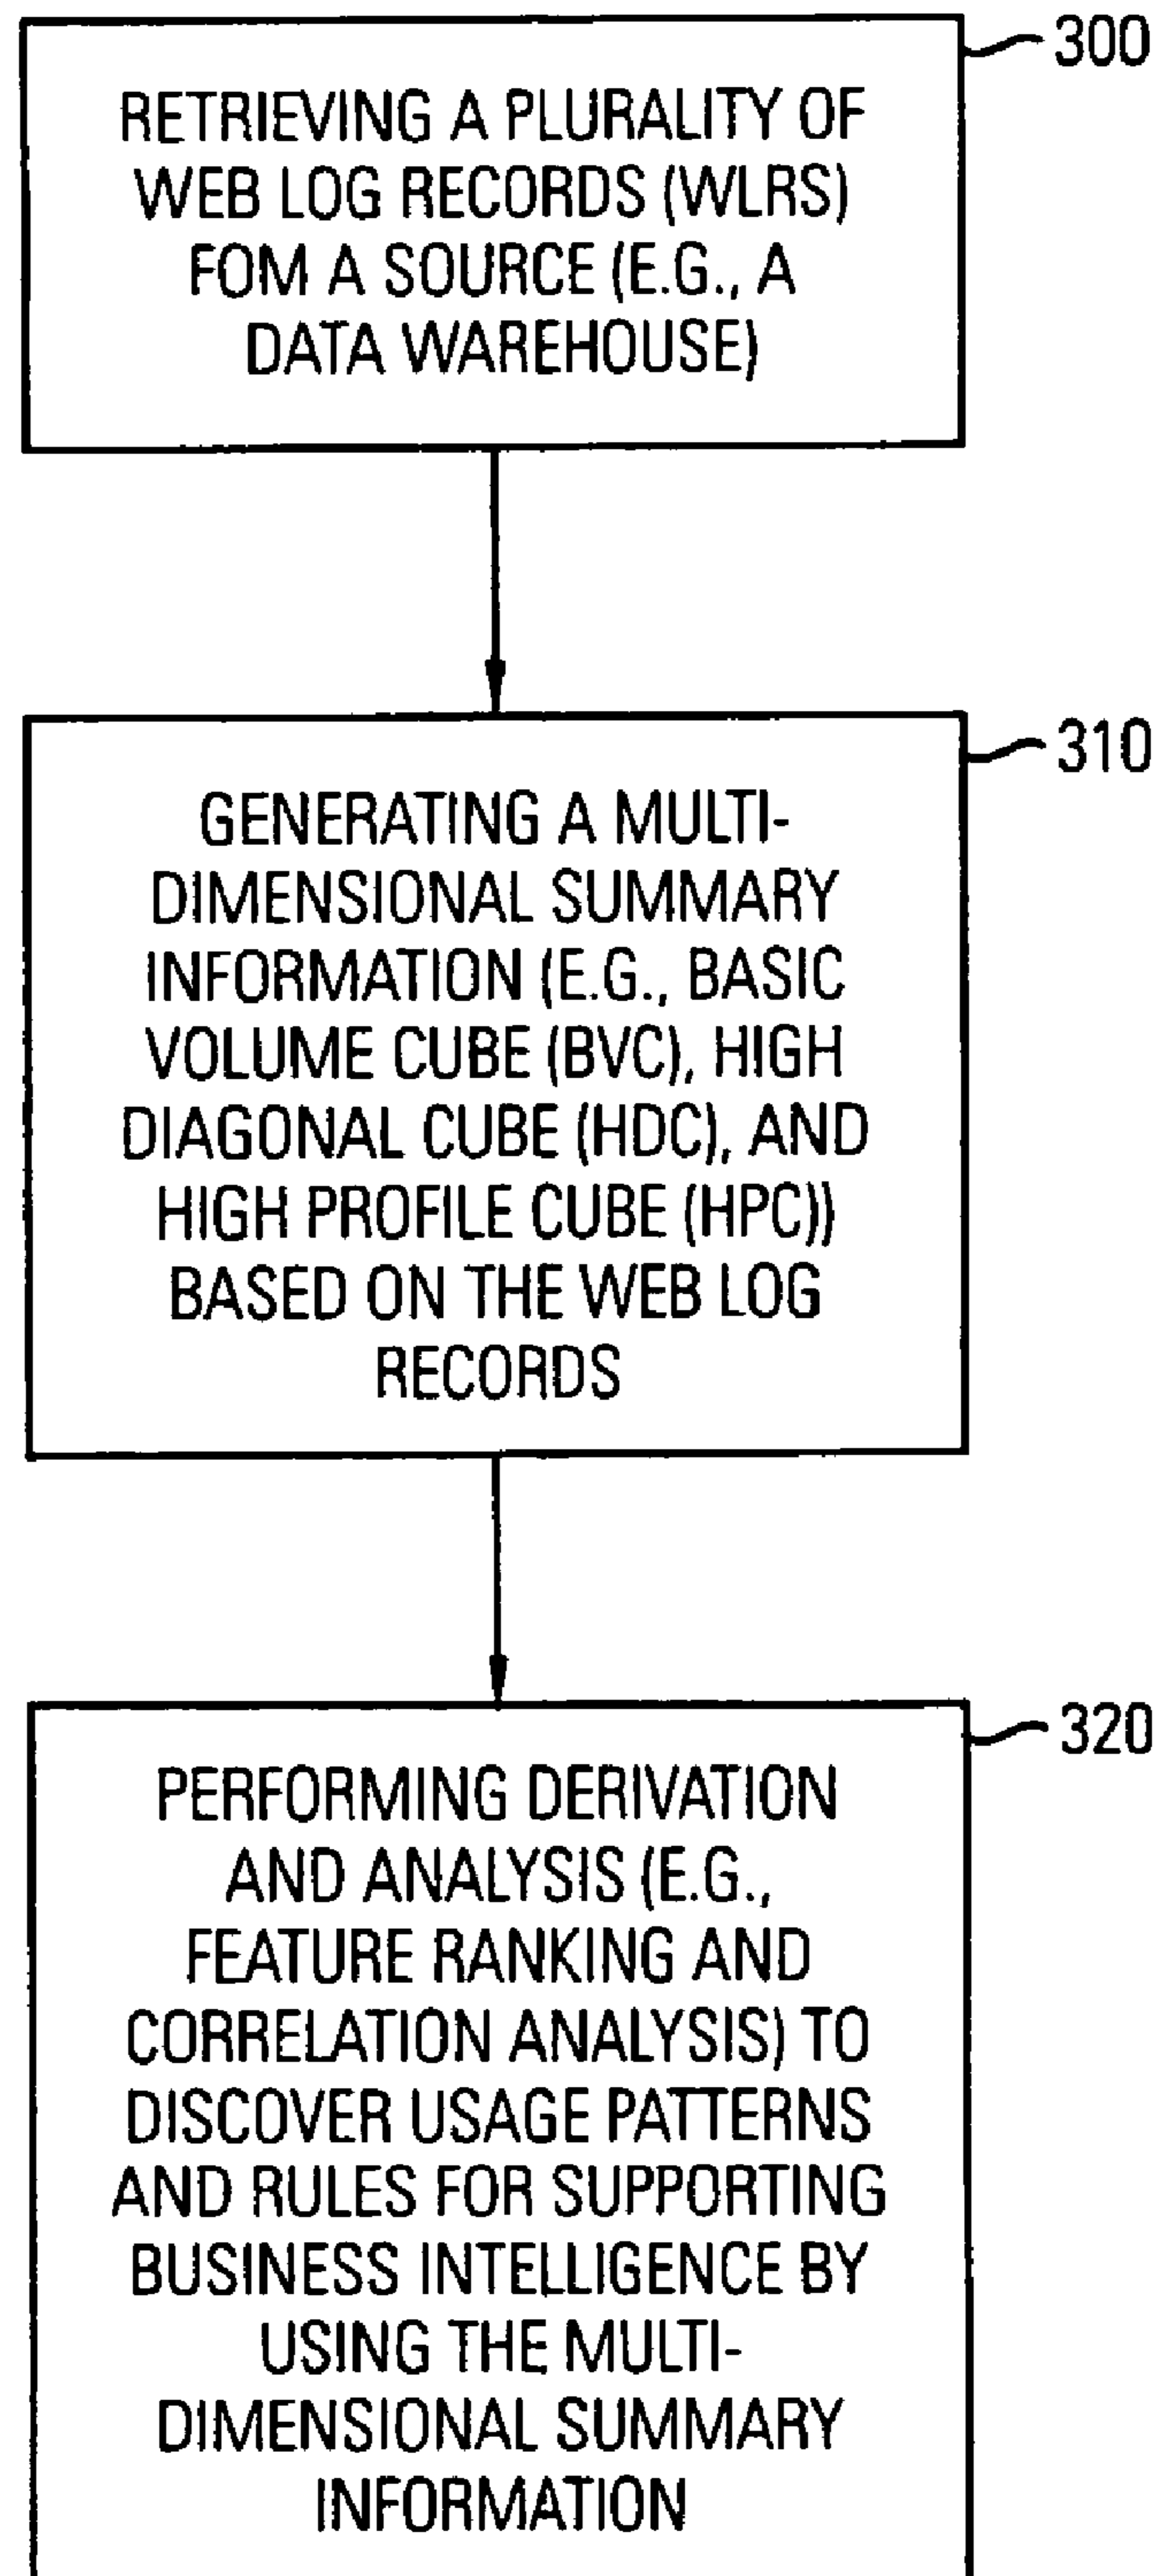 300
RETRIEVING A PLURALITY OF
WEB LOG RECORDS (WLRS)
FOM A SOURCE (E.G., A
DATA WAREHOUSE)
310
GENERATING A MULTI-
DIMENSIONAL SUMMARY
INFORMATION (E.G., BASIC
VOLUME CUBE (BVC), HIGH
DIAGONAL CUBE (HDC), AND
HIGH PROFILE CUBE (HPC))
BASED ON THE WEB LOG
RECORDS
320
PERFORMING DERIVATION
AND ANALYSIS (E.G.,
FEATURE RANKING AND
CORRELATION ANALYSIS) TO
DISCOVER USAGE PATTERNS
AND RULES FOR SUPPORTING
BUSINESS INTELLIGENCE BY
USING THE MULTI-
DIMENSIONAL SUMMARY
INFORMATION